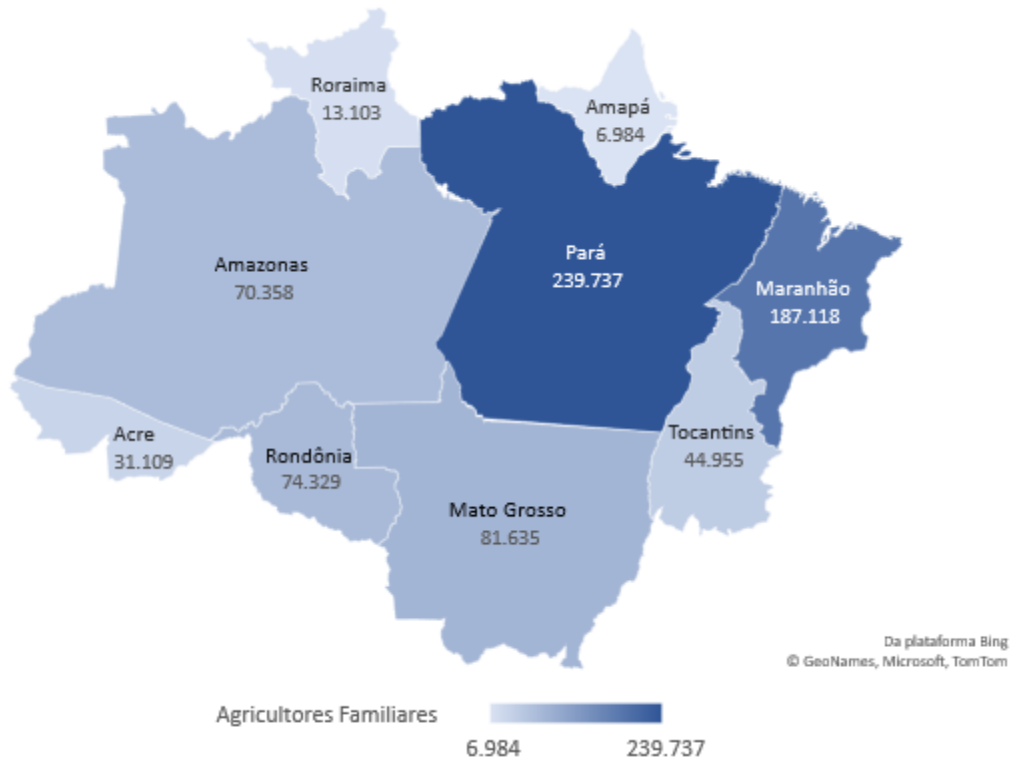 Roraima
13.103
Amapá
6.984
Amazonas
70.358
Pará
239.737
Maranhão
187.118
Acre
31.109
Rondônia
74.329
Tocantins
44.955
Mato Grosso
81.635
Da plataforma Bing
© GeoNames, Microsoft, TomTom
Agricultores Familiares
6.984 239.737